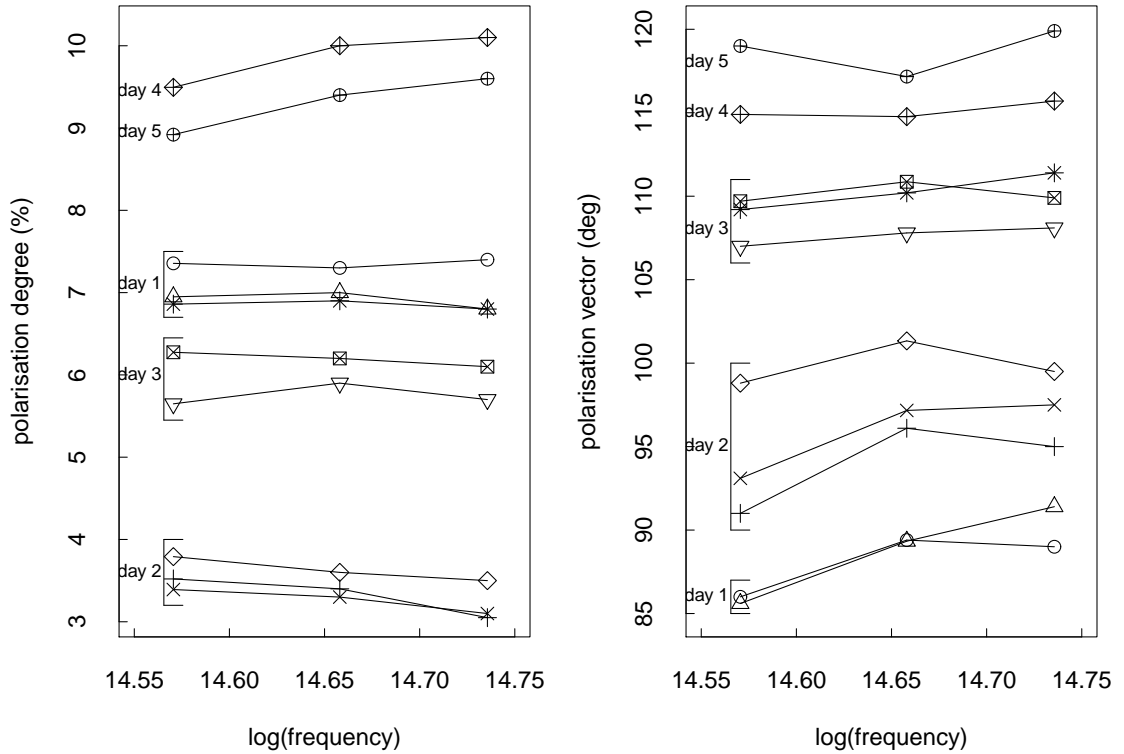 polarisation degree (%)
10
9
8
7
6
5
4
3
day 4
day 5
day 1
day 3
day 2
14.55 14.60 14.65 14.70 14.75
log(frequency)
polarisation vector (deg)
120
115
110
105
100
95
90
85
day 5
day 4
day 3
day 2
day 1
14.55 14.60 14.65 14.70 14.75
log(frequency)